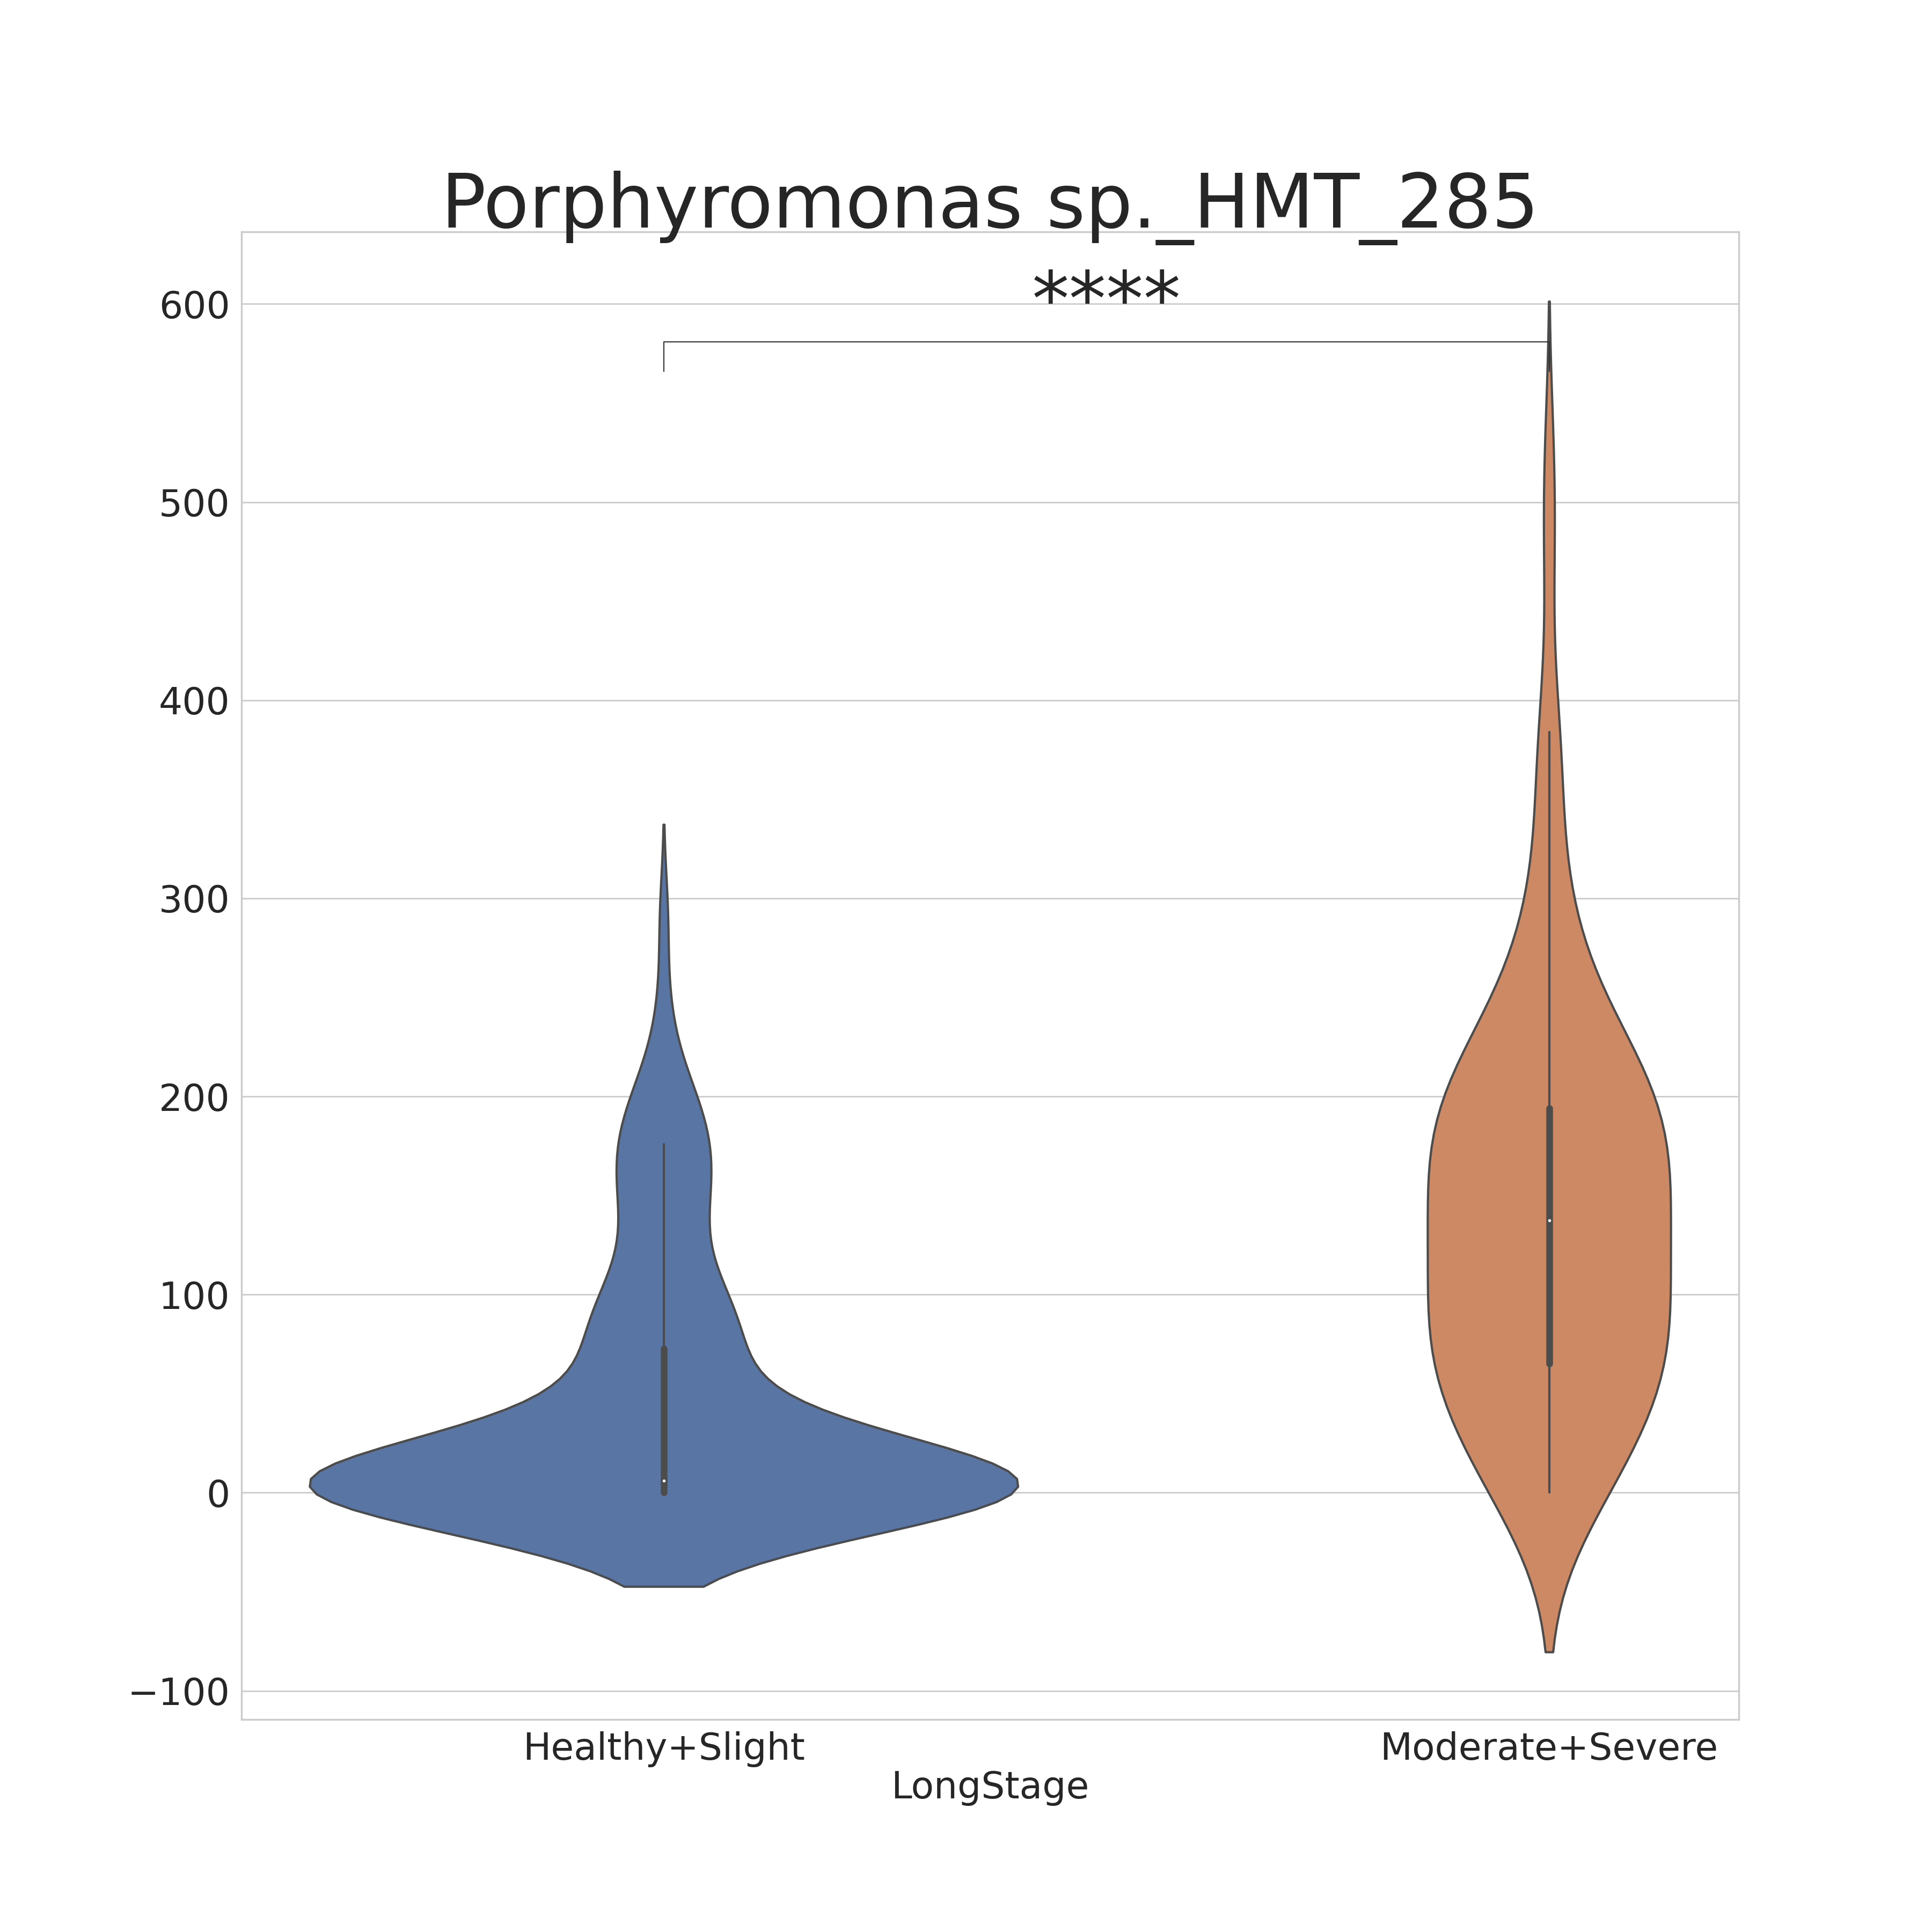 Porphyromonas sp._HMT_285
****
600
500
400
300
200
100
0
−100
Healthy+Slight
Moderate+Severe
LongStage